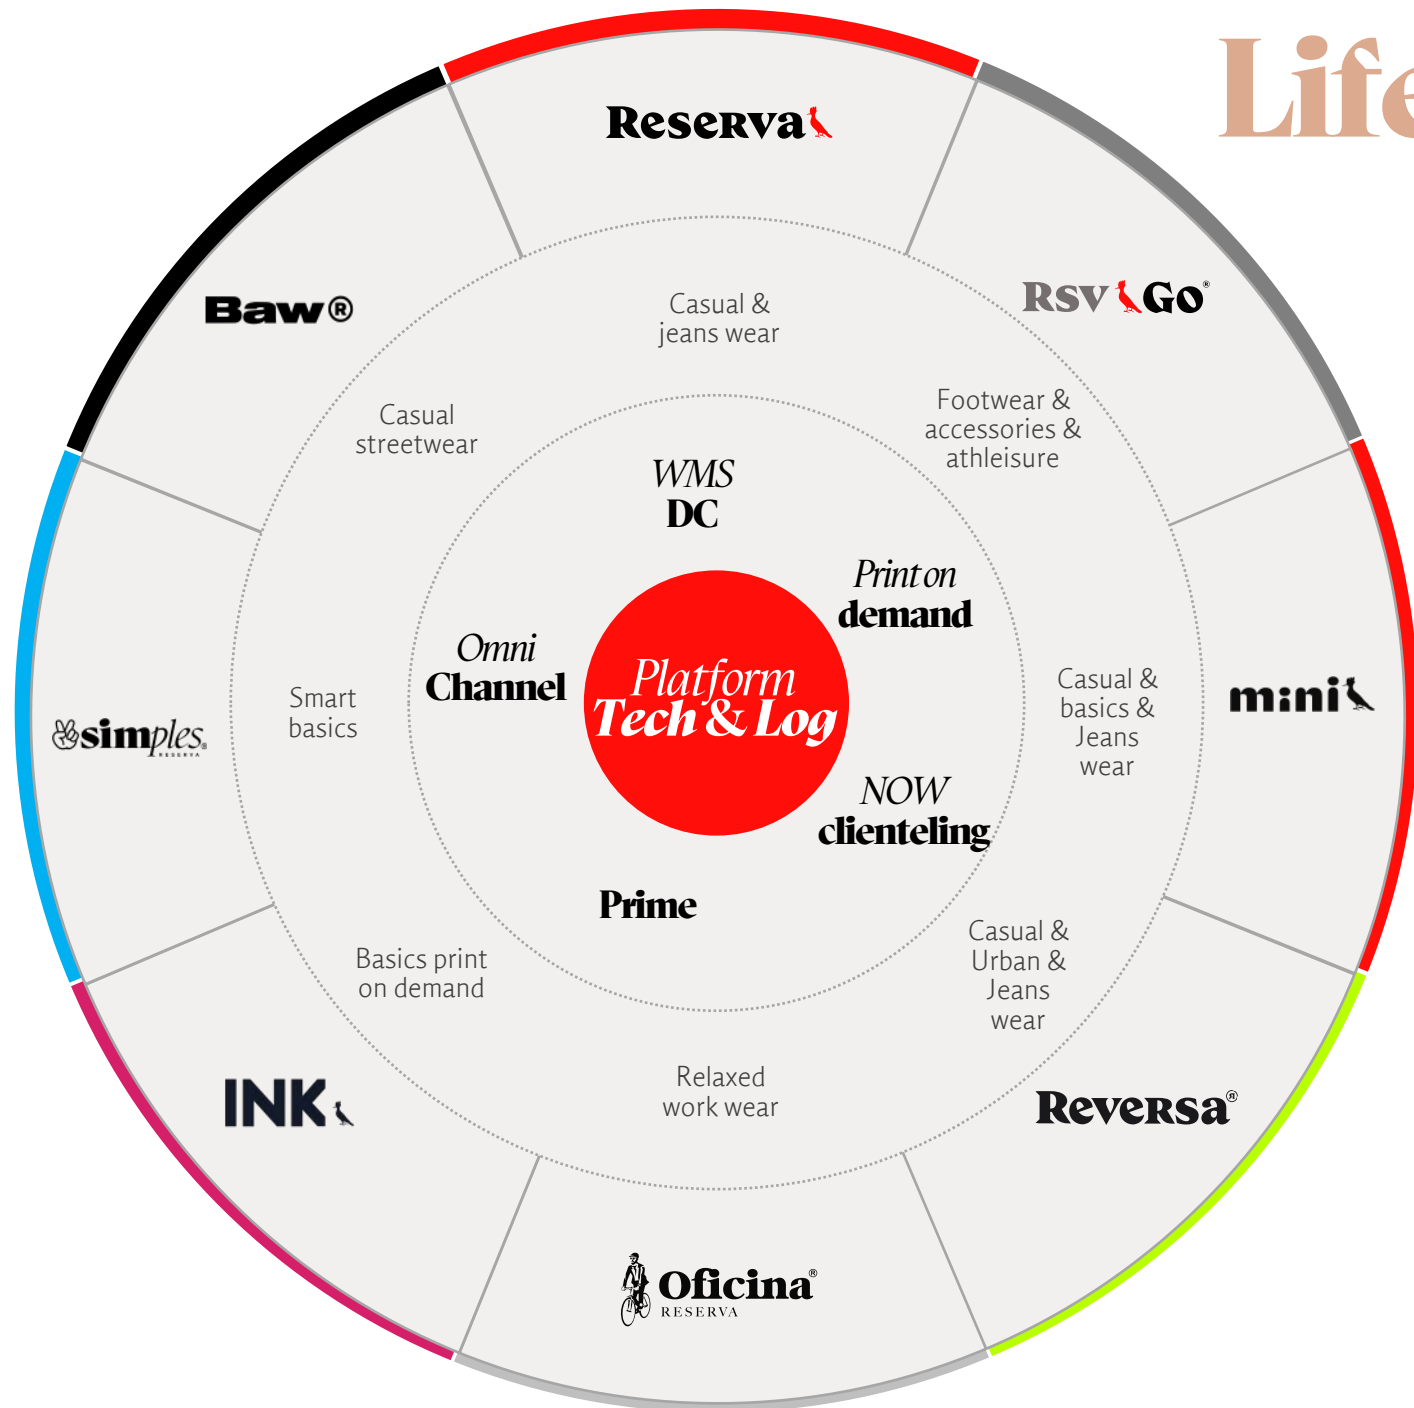 Life
Reserva
Baw®
RSV Go®
Casual &
jeans wear
Casual
streetwear
Footwear &
accessories &
athleisure
WMS
DC
Print on
demand
Omni
Channel
Platform
Tech & Log
Smart
basics
simples
RESERVA
Casual &
basics &
Jeans
wear
mini
NOW
clienteling
Prime
Basics print
on demand
Casual &
Urban &
Jeans
wear
Relaxed
work wear
INK
Reversa®
Oficina®
RESERVA